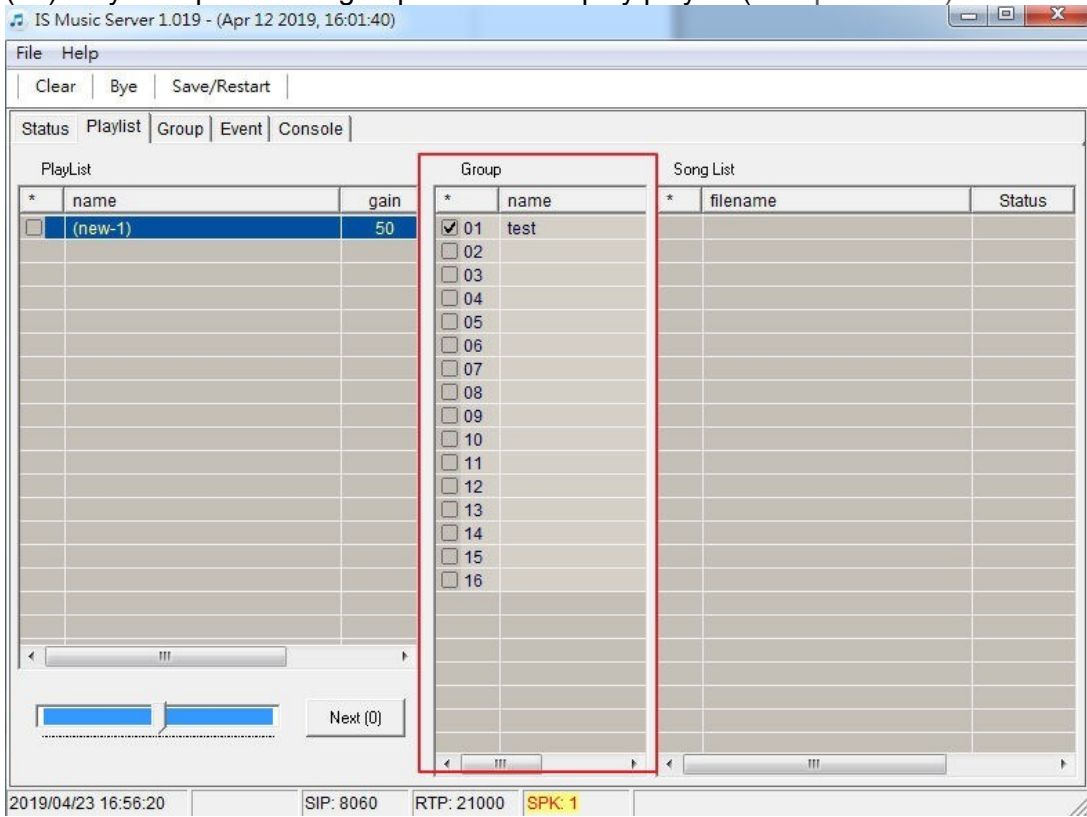 IS Music Server 1.019 - (Apr 12 2019, 16:01:40)
File Help
Clear Bye Save/Restart
Status Playlist Group Event Console
PlayList Group Song List
* name gain * name * filename Status
(new-1) 50 01 test
02
03
04
05
06
07
08
09
10
11
12
13
14
15
16
Next (0)
2019/04/23 16:56:20 SIP: 8060 RTP: 21000 SPK: 1